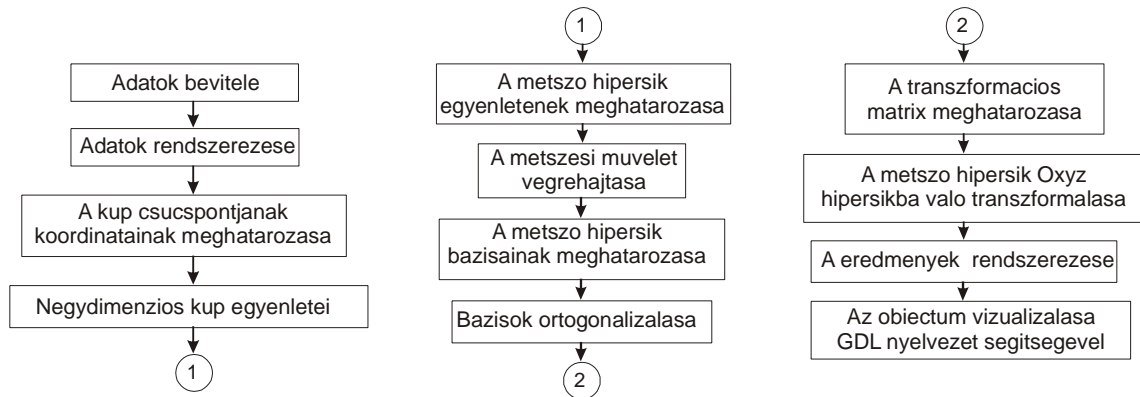 Adatok bevitele
Adatok rendszerezese
A kup csucspontjanak
koordinatainak meghatarozasa
Negydimenzios kup egyenletei
1
1
A metszo hipersik
egyenletenek meghatarozasa
A metszesi muvelet
vegrehajtasa
A metszo hipersik
bazisainak meghatarozasa
Bazisok ortogonalizalasa
2
2
A transzformacios
matrix meghatarozasa
A metszo hipersik Oxyz
hipersikba valo transzformalasa
A eredmenyek rendszerezese
Az obiectum vizualizalasa
GDL nyelvezet segitsegevel